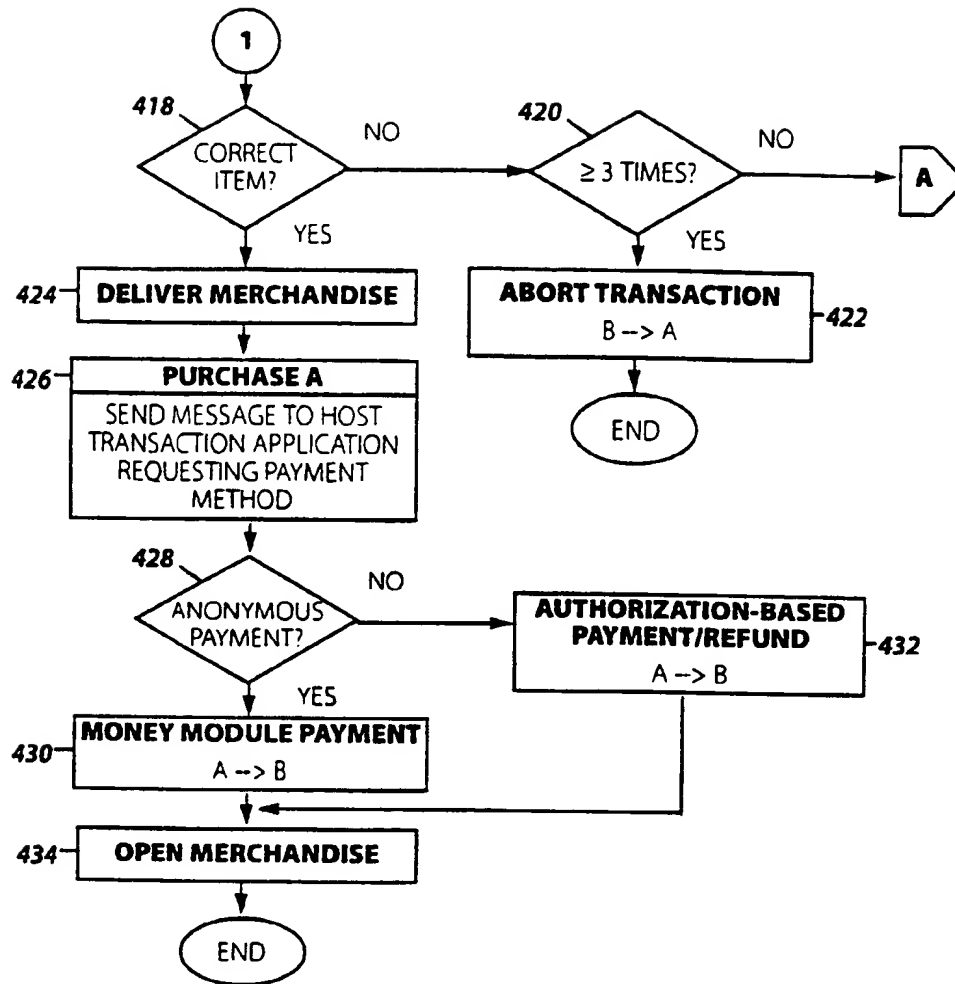 1
418
CORRECT
ITEM?
NO
YES
420
≥ 3 TIMES?
NO
YES
A
424
DELIVER MERCHANDISE
ABORT TRANSACTION
B --> A
422
END
426
PURCHASE A
SEND MESSAGE TO HOST
TRANSACTION APPLICATION
REQUESTING PAYMENT
METHOD
428
ANONYMOUS
PAYMENT?
NO
YES
AUTHORIZATION-BASED
PAYMENT/REFUND
A --> B
432
430
MONEY MODULE PAYMENT
A --> B
434
OPEN MERCHANDISE
END